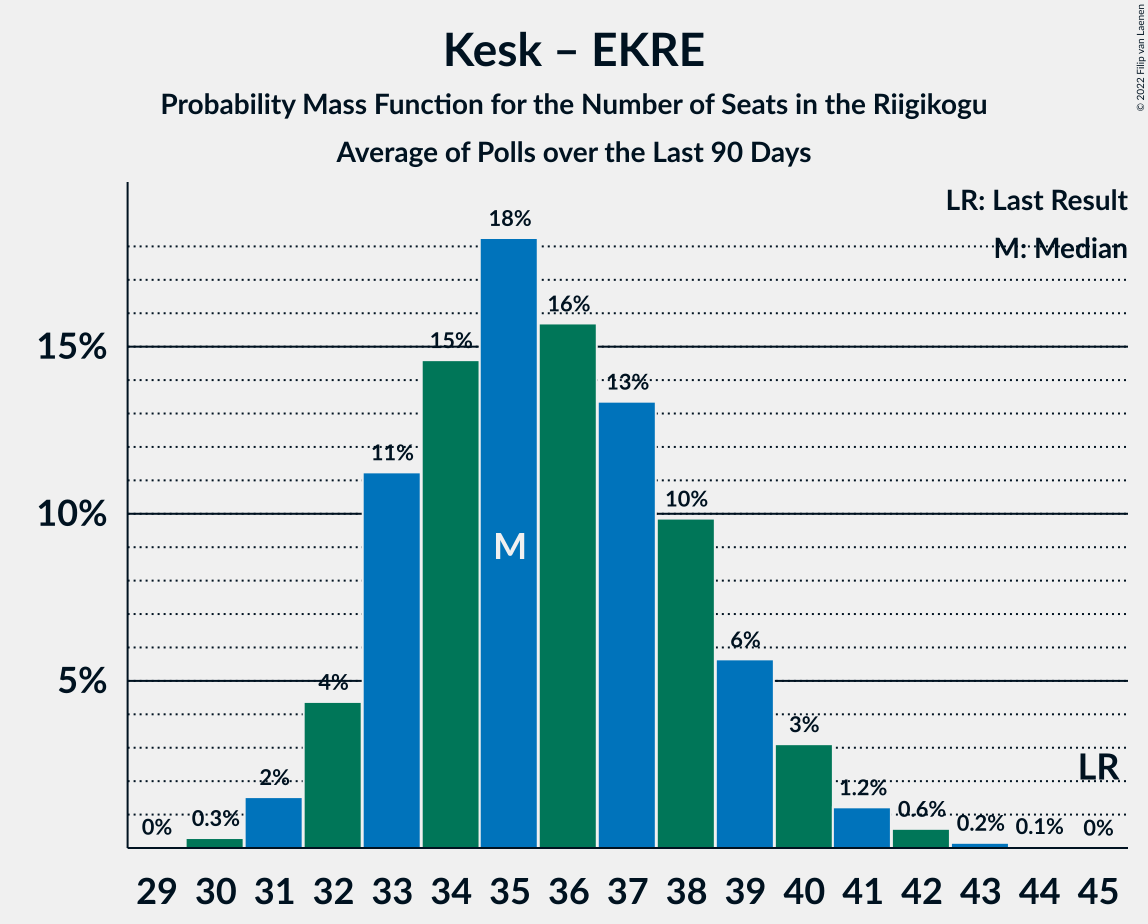 Kesk – EKRE
Probability Mass Function for the Number of Seats in the Riigikogu
Average of Polls over the Last 90 Days
© 2022 Filip van Laenen
LR: Last Result
M: Median
15%
10%
5%
0%
0.3%
2%
4%
11%
15%
18%
16%
13%
10%
6%
3%
1.2%
0.6%
0.2%
0.1%
0%
M
LR
29 30 31 32 33 34 35 36 37 38 39 40 41 42 43 44 45